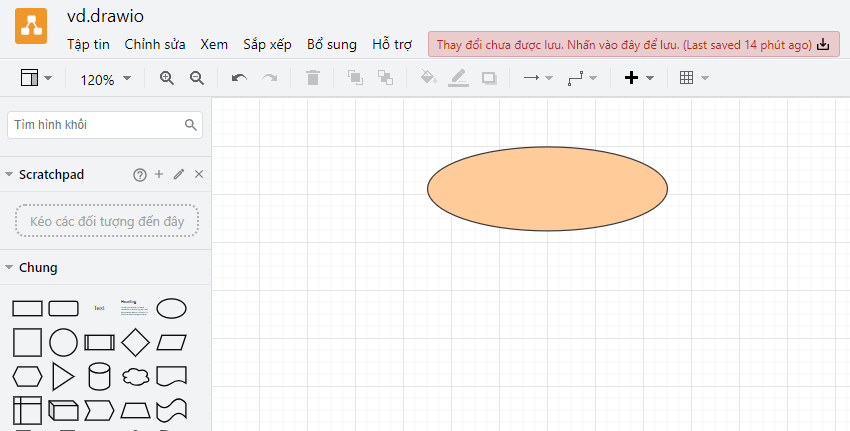 vd.drawio
Tập tin Chỉnh sửa Xem Sắp xếp Bổ sung Hỗ trợ
Thay đổi chưa được lưu. Nhấn vào đây để lưu. (Last saved 14 phút ago)
120%
Tìm hình khối
Scratchpad
Kéo các đối tượng đến đây
Chung
Text
Heading